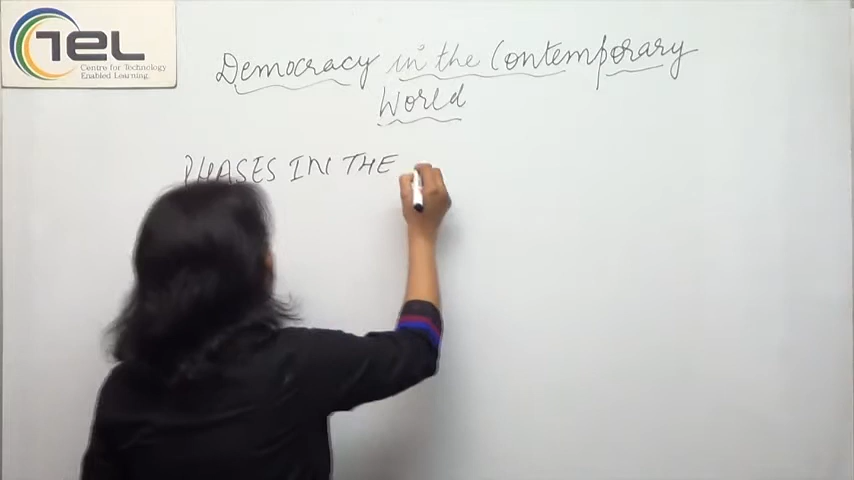 TEL
Centre for Technology
Enabled Learning
Democracy in the Contemporary
World
PHASES IN THE